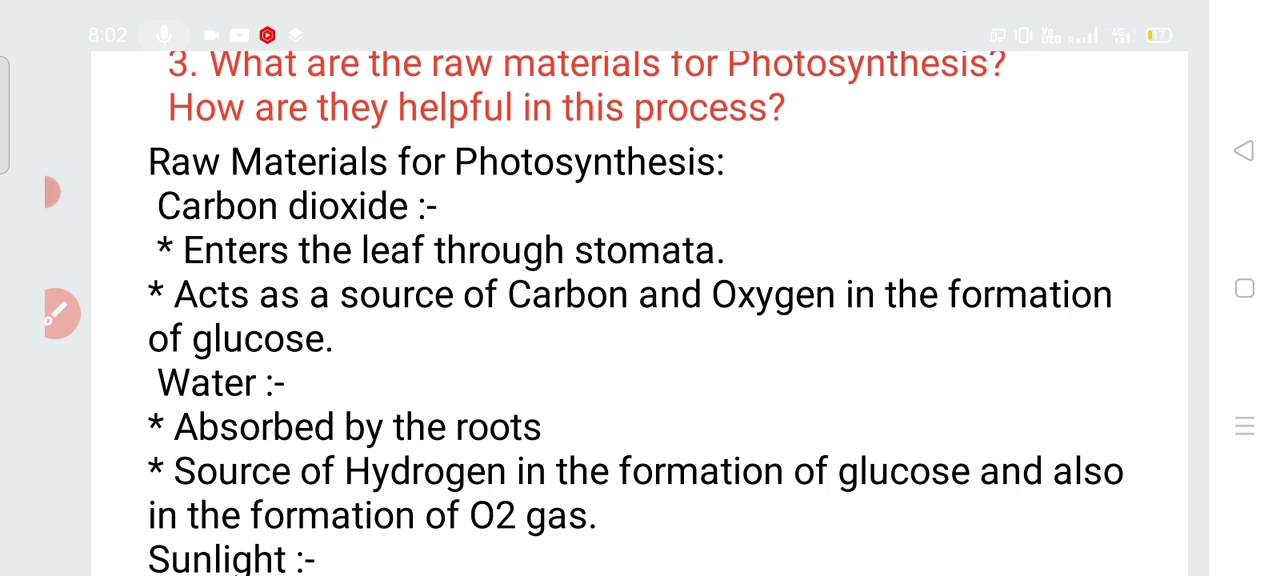 8:02
3. What are the raw materials for Photosynthesis?
How are they helpful in this process?
Raw Materials for Photosynthesis:
Carbon dioxide :-
* Enters the leaf through stomata.
* Acts as a source of Carbon and Oxygen in the formation
of glucose.
Water :-
* Absorbed by the roots
* Source of Hydrogen in the formation of glucose and also
in the formation of O2 gas.
Sunlight :-